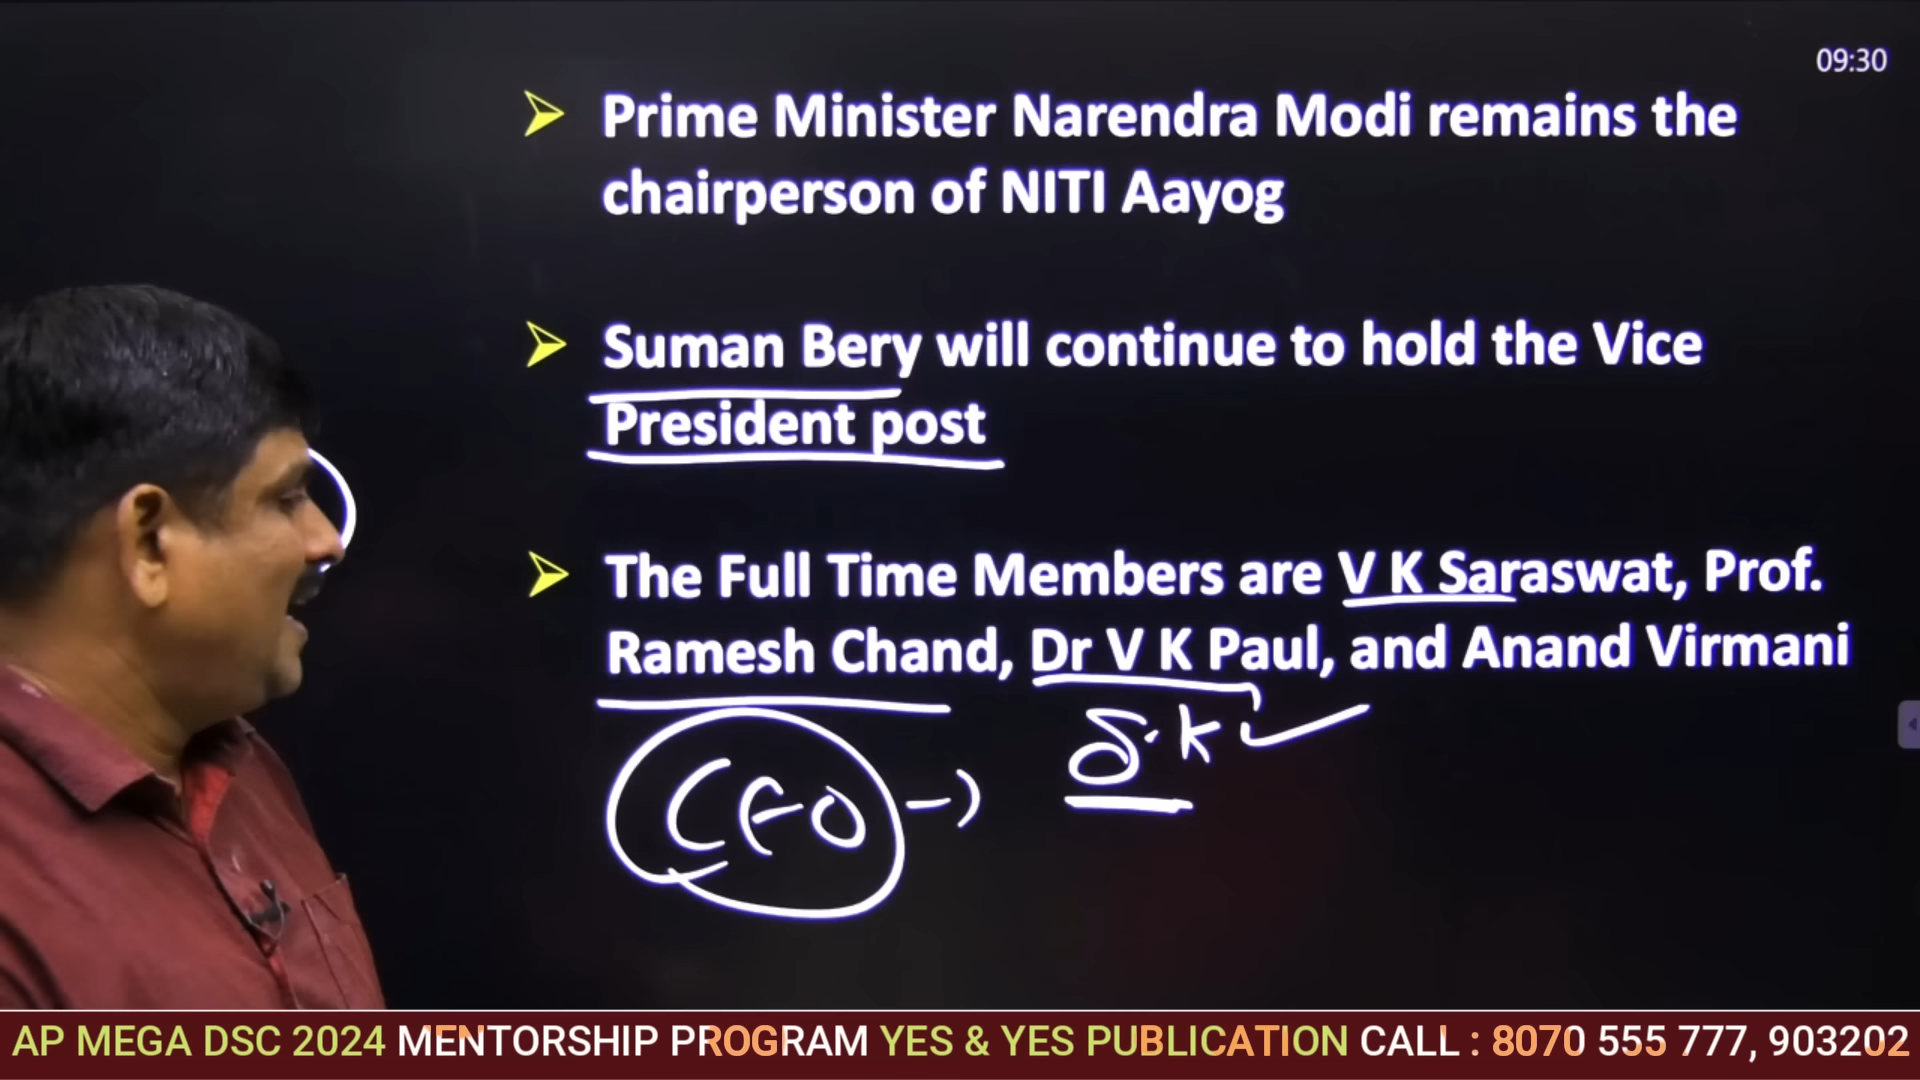 09:30
Prime Minister Narendra Modi remains the
chairperson of NITI Aayog
Suman Bery will continue to hold the Vice
President post
The Full Time Members are V K Saraswat, Prof.
Ramesh Chand, Dr V K Paul, and Anand Virmani
AP MEGA DSC 2024 MENTORSHIP PROGRAM YES & YES PUBLICATION CALL : 8070 555 777, 903202